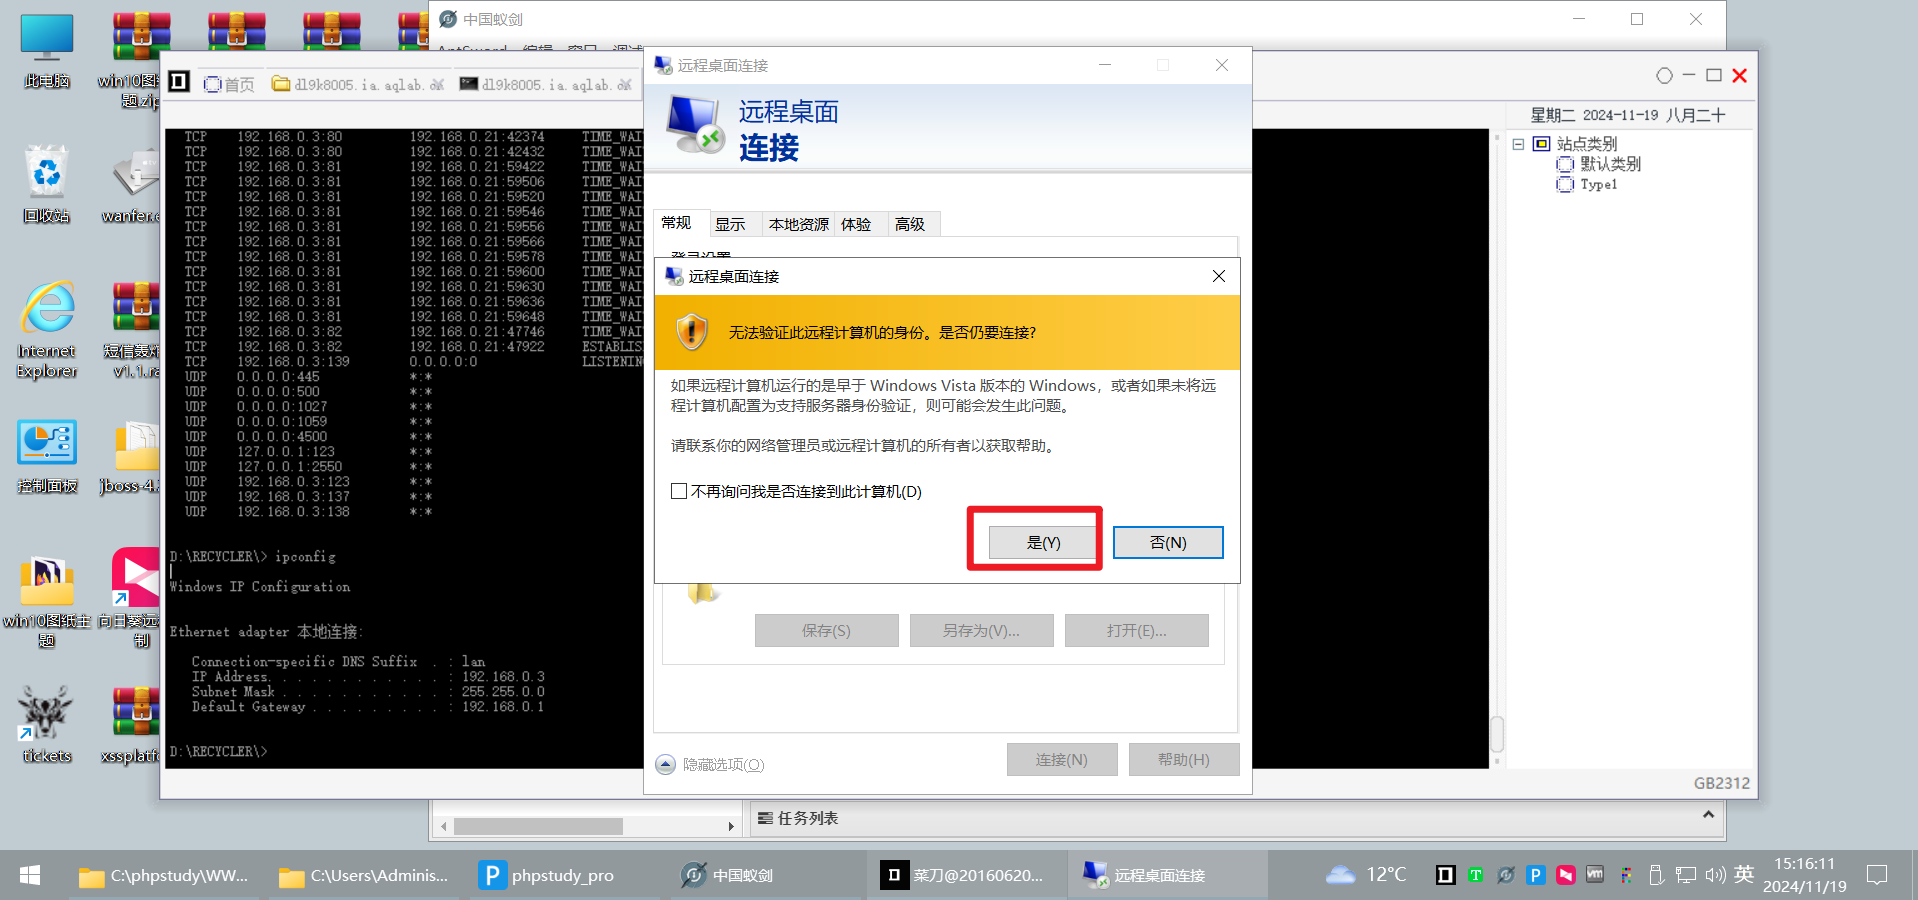 此电脑
win10图纸
题.zip
回收站
wanfer.e
Internet
Explorer
短信轰炸
v1.1.ra
控制面板
jboss-4.
win10图纸主
题
向日葵远
制
tickets
xssplatfo
中国蚁剑
AntSword 编辑 窗口 调试
首页
dl9k8005.ia.aqlab.
dl9k8005.ia.aqlab.
TCP 192.168.0.3:80 192.168.0.21:42374 TIME_WAI
TCP 192.168.0.3:80 192.168.0.21:42432 TIME_WAI
TCP 192.168.0.3:81 192.168.0.21:59422 TIME_WAI
TCP 192.168.0.3:81 192.168.0.21:59506 TIME_WAI
TCP 192.168.0.3:81 192.168.0.21:59520 TIME_WAI
TCP 192.168.0.3:81 192.168.0.21:59546 TIME_WAI
TCP 192.168.0.3:81 192.168.0.21:59556 TIME_WAI
TCP 192.168.0.3:81 192.168.0.21:59566 TIME_WAI
TCP 192.168.0.3:81 192.168.0.21:59578 TIME_WAI
TCP 192.168.0.3:81 192.168.0.21:59600 TIME_WAI
TCP 192.168.0.3:81 192.168.0.21:59630 TIME_WAI
TCP 192.168.0.3:81 192.168.0.21:59636 TIME_WAI
TCP 192.168.0.3:81 192.168.0.21:59648 TIME_WAI
TCP 192.168.0.3:82 192.168.0.21:47746 TIME_WAI
TCP 192.168.0.3:82 192.168.0.21:47922 ESTABLIS
TCP 192.168.0.3:139 0.0.0.0:0 LISTENIN
UDP 0.0.0.0:445 *:*
UDP 0.0.0.0:500 *:*
UDP 0.0.0.0:1027 *:*
UDP 0.0.0.0:1059 *:*
UDP 0.0.0.0:4500 *:*
UDP 127.0.0.1:123 *:*
UDP 127.0.0.1:2550 *:*
UDP 192.168.0.3:123 *:*
UDP 192.168.0.3:137 *:*
UDP 192.168.0.3:138 *:*
D:\RECYCLER\> ipconfig
Windows IP Configuration
Ethernet adapter 本地连接:
Connection-specific DNS Suffix . : lan
IP Address. . . . . . . . . . . . : 192.168.0.3
Subnet Mask . . . . . . . . . . . : 255.255.0.0
Default Gateway . . . . . . . . . : 192.168.0.1
D:\RECYCLER\>
远程桌面连接
远程桌面
连接
常规 显示 本地资源 体验 高级
登录设置
远程桌面连接
无法验证此远程计算机的身份。是否仍要连接?
如果远程计算机运行的是早于 Windows Vista 版本的 Windows，或者如果未将远
程计算机配置为支持服务器身份验证，则可能会发生此问题。
请联系你的网络管理员或远程计算机的所有者以获取帮助。
不再询问我是否连接到此计算机(D)
是(Y) 否(N)
保存(S) 另存为(V)... 打开(E)...
隐藏选项(O) 连接(N) 帮助(H)
星期二 2024-11-19 八月二十
站点类别
默认类别
Type1
GB2312
任务列表
C:\phpstudy\WW...
C:\Users\Adminis...
phpstudy_pro
中国蚁剑
菜刀@20160620...
远程桌面连接
12°C
英
15:16:11
2024/11/19